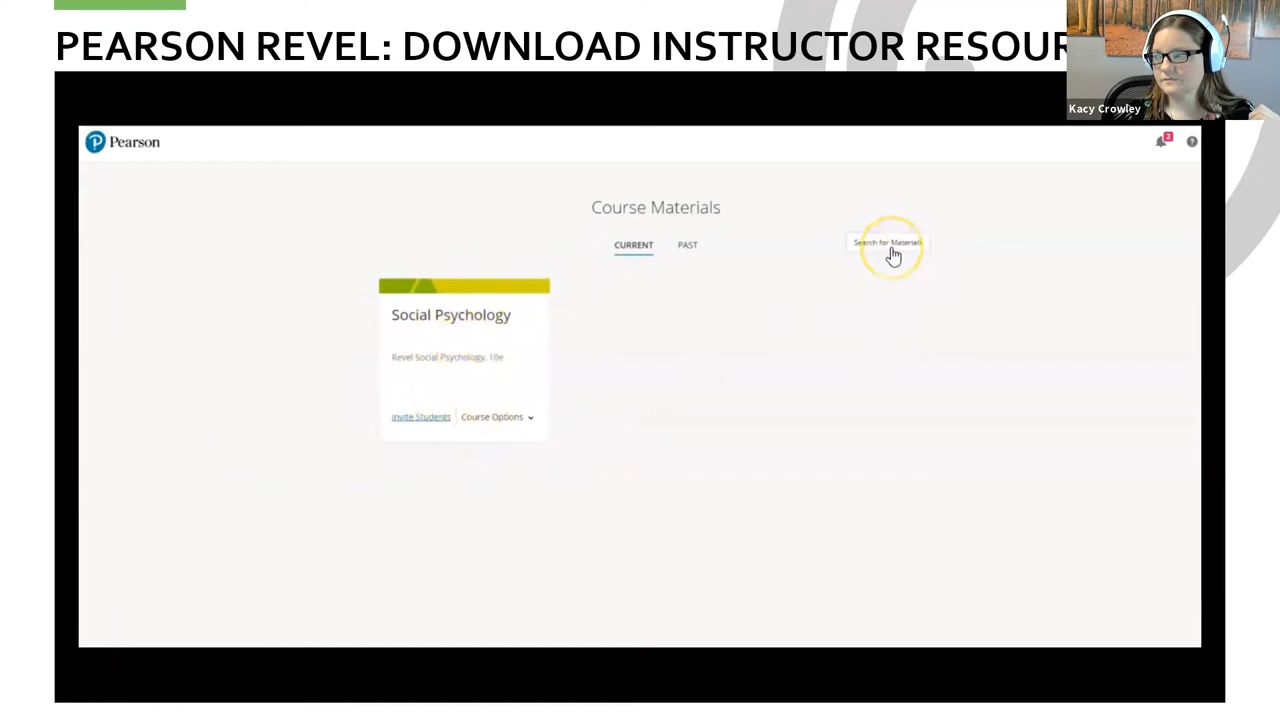 PEARSON REVEL: DOWNLOAD INSTRUCTOR RESOUR
Kacy Crowley
Pearson
2
?
Course Materials
CURRENT PAST
Search for Materials
Social Psychology
Revel Social Psychology, 10e
Invite Students Course Options